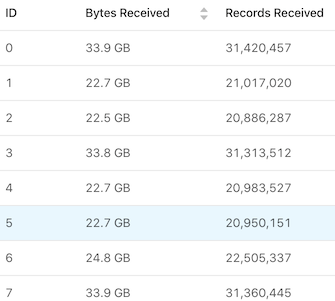 ID Bytes Received Records Received
0 33.9 GB 31,420,457
1 22.7 GB 21,017,020
2 22.5 GB 20,886,287
3 33.8 GB 31,313,512
4 22.7 GB 20,983,527
5 22.7 GB 20,950,151
6 24.8 GB 22,505,337
7 33.9 GB 31,360,445